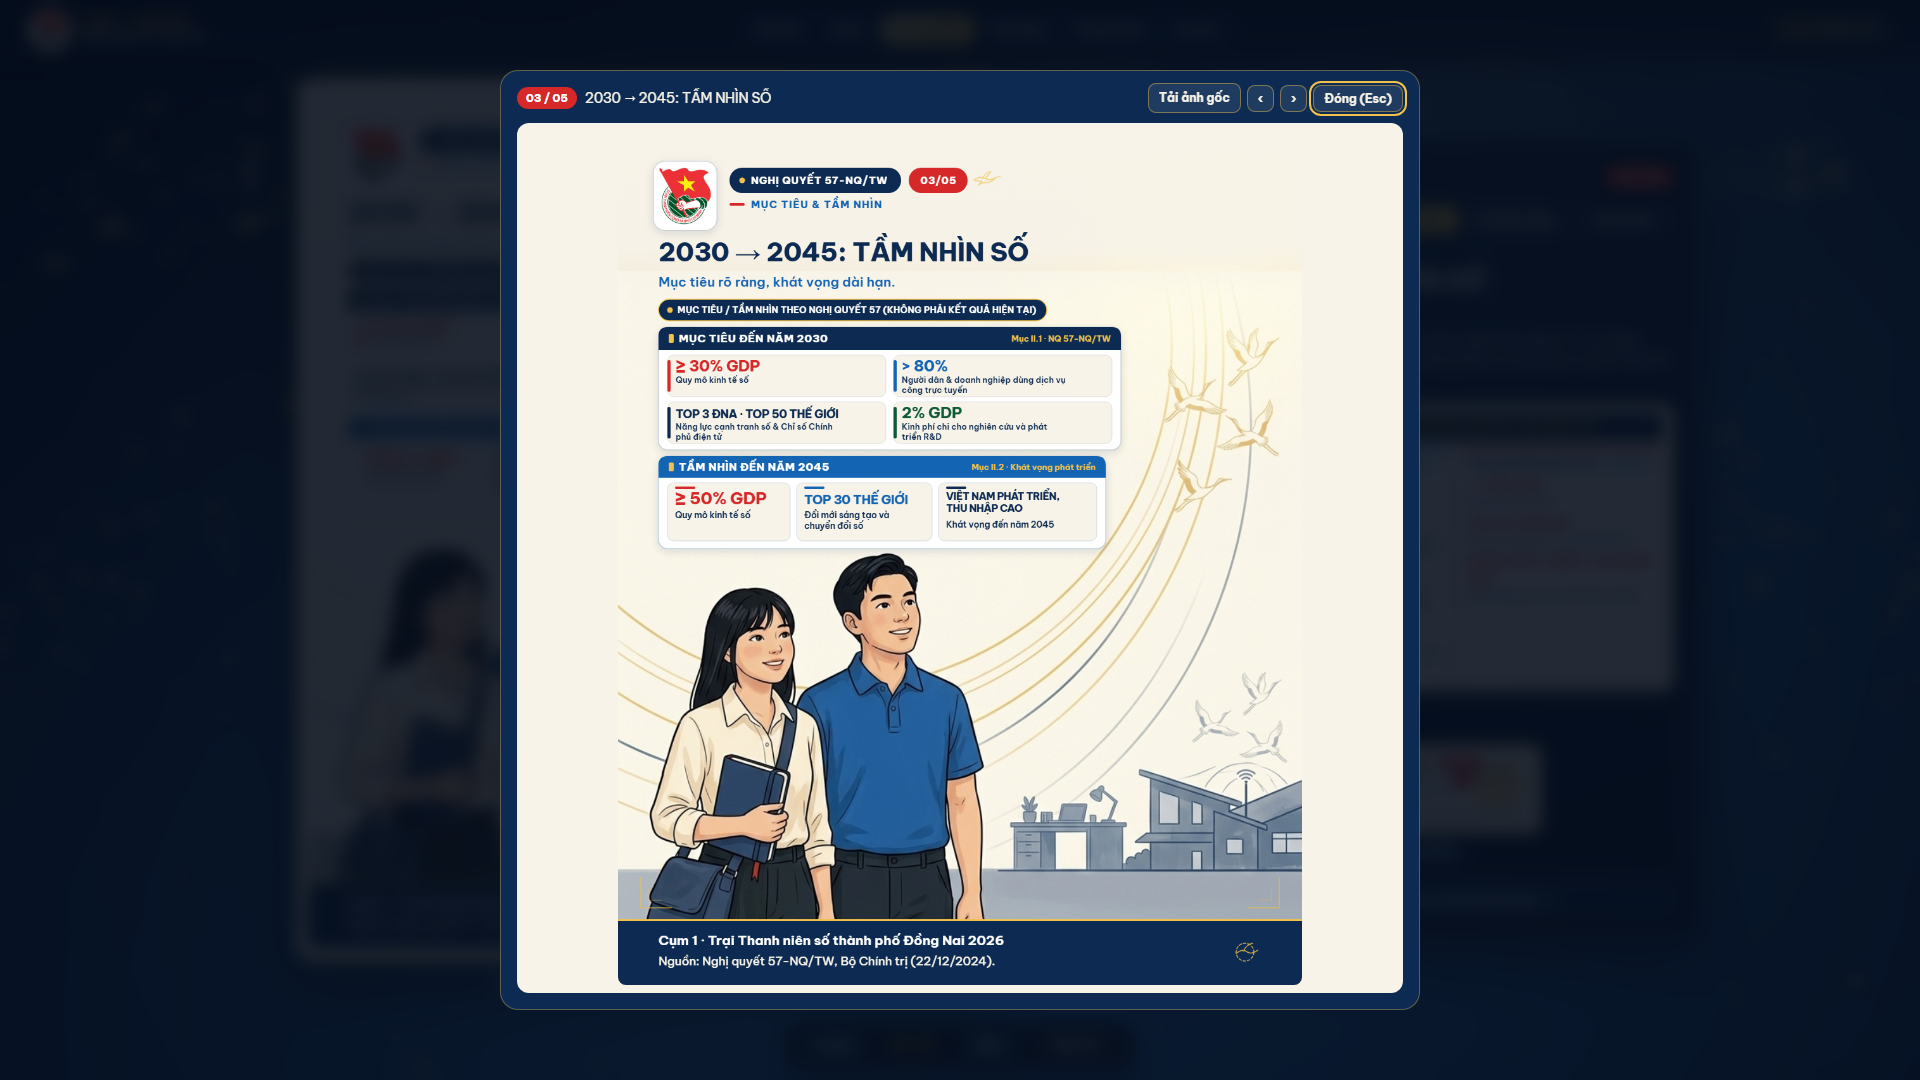 03 / 05 2030 → 2045: TẦM NHÌN SỐ Tải ảnh gốc ‹ › Đóng (Esc)
NGHỊ QUYẾT 57-NQ/TW 03/05
MỤC TIÊU & TẦM NHÌN
2030 → 2045: TẦM NHÌN SỐ
Mục tiêu rõ ràng, khát vọng dài hạn.
MỤC TIÊU / TẦM NHÌN THEO NGHỊ QUYẾT 57 (KHÔNG PHẢI KẾT QUẢ HIỆN TẠI)
MỤC TIÊU ĐẾN NĂM 2030 Mục II.1 · NQ 57-NQ/TW
≥ 30% GDP
Quy mô kinh tế số
> 80%
Người dân & doanh nghiệp dùng dịch vụ
công trực tuyến
TOP 3 ĐNA · TOP 50 THẾ GIỚI
Năng lực cạnh tranh số & Chỉ số Chính
phủ điện tử
2% GDP
Kinh phí chi cho nghiên cứu và phát
triển R&D
TẦM NHÌN ĐẾN NĂM 2045 Mục II.2 · Khát vọng phát triển
≥ 50% GDP
Quy mô kinh tế số
TOP 30 THẾ GIỚI
Đổi mới sáng tạo và
chuyển đổi số
VIỆT NAM PHÁT TRIỂN,
THU NHẬP CAO
Khát vọng đến năm 2045
Cụm 1 · Trại Thanh niên số thành phố Đồng Nai 2026
Nguồn: Nghị quyết 57-NQ/TW, Bộ Chính trị (22/12/2024).